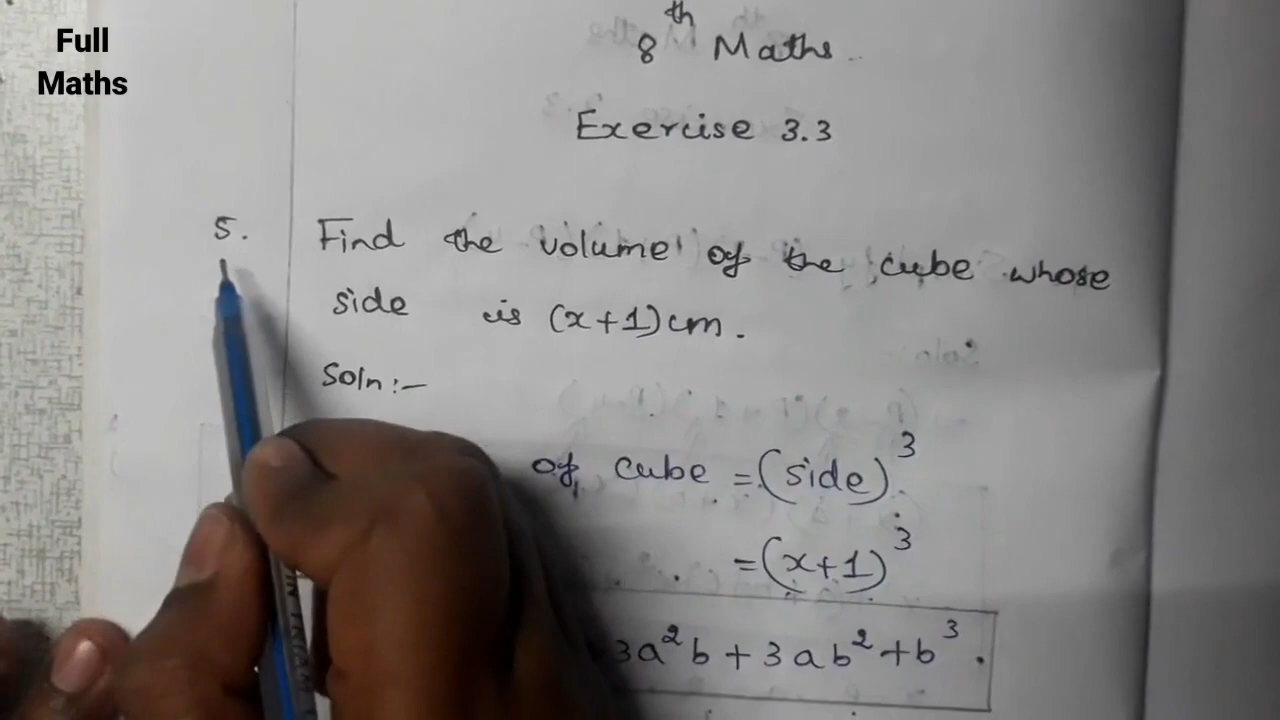 Full
Maths
8th Maths
Exercise 3.3
5. Find the volume of the cube whose
side is (x+1)cm.
Soln:-
of cube = (side)³
= (x+1)³
3a²b + 3ab² + b³.